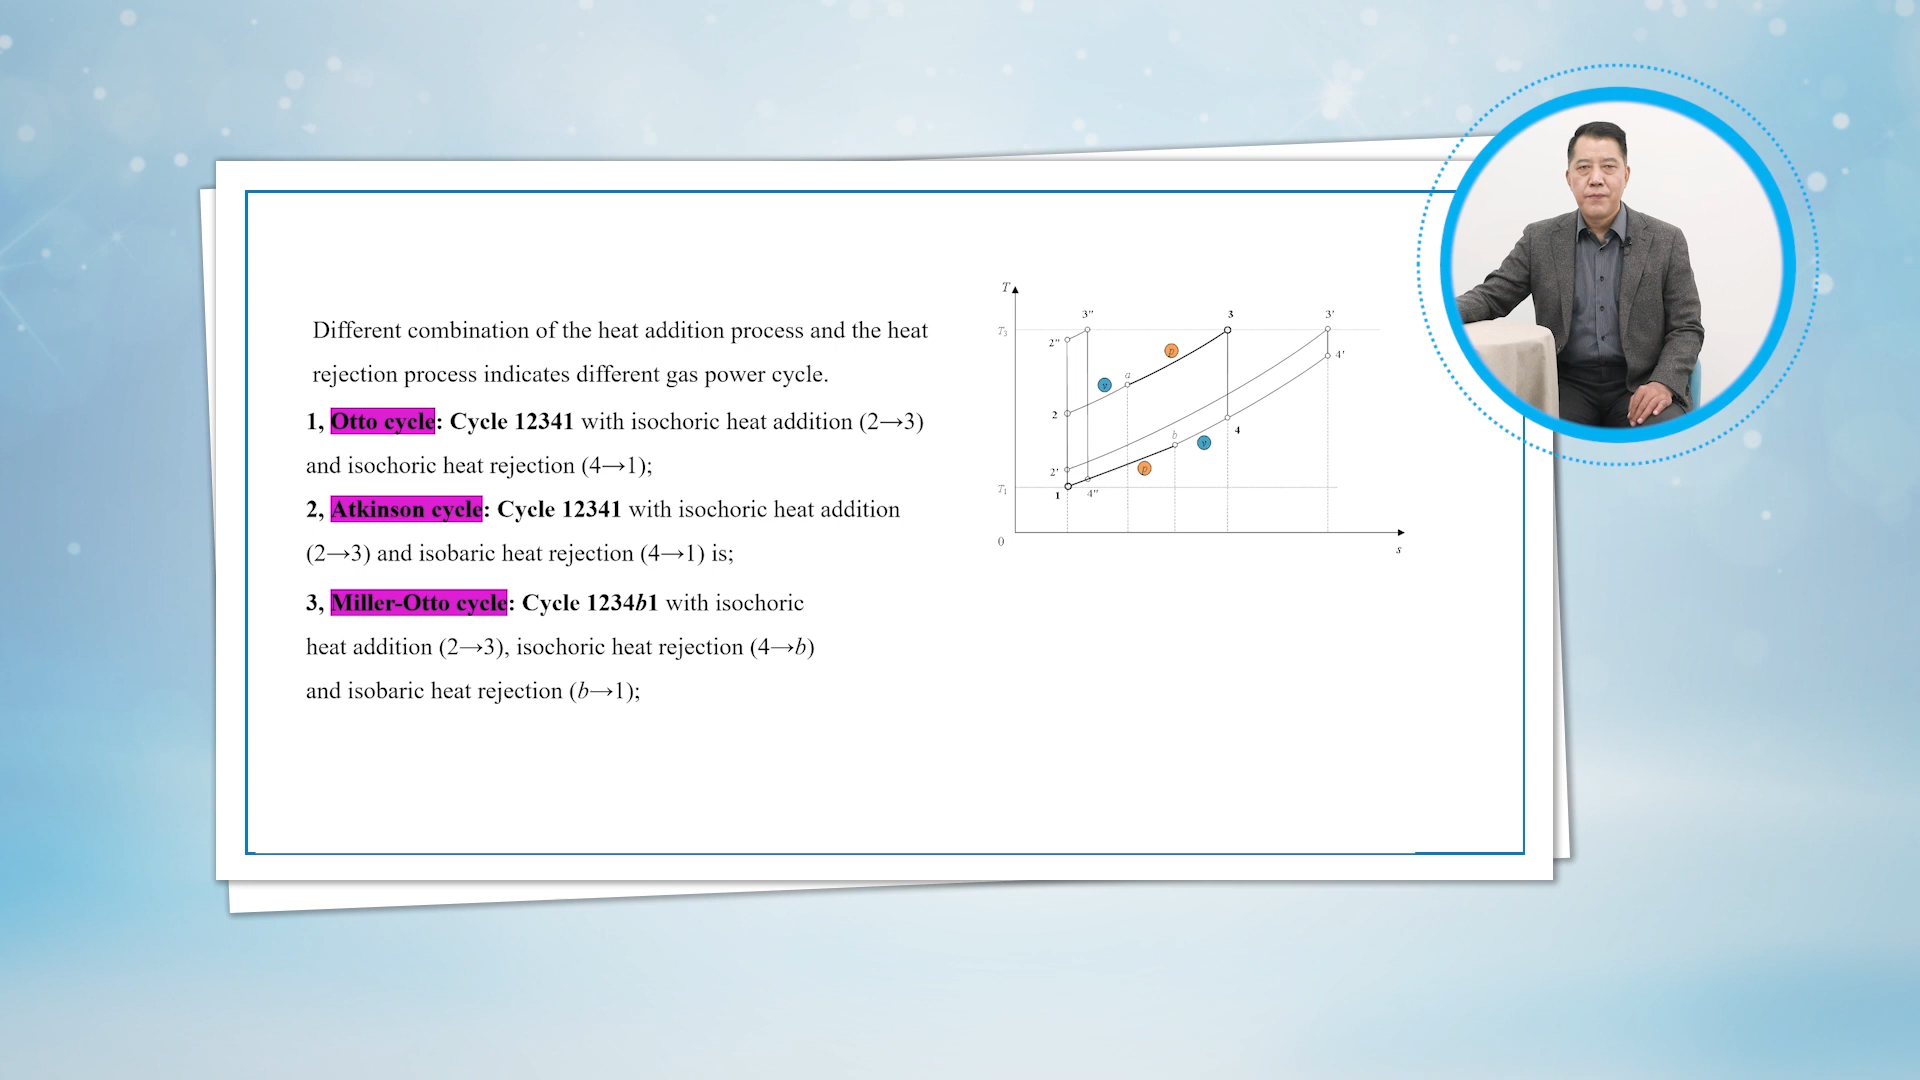 Different combination of the heat addition process and the heat
rejection process indicates different gas power cycle.
1, Otto cycle: Cycle 12341 with isochoric heat addition (2→3)
and isochoric heat rejection (4→1);
2, Atkinson cycle: Cycle 12341 with isochoric heat addition
(2→3) and isobaric heat rejection (4→1) is;
3, Miller-Otto cycle: Cycle 1234b1 with isochoric
heat addition (2→3), isochoric heat rejection (4→b)
and isobaric heat rejection (b→1);
T
3" 3 3'
T3
2"
p
4'
a
v
2
4
b
v
2'
p
T1
1
4"
0
s